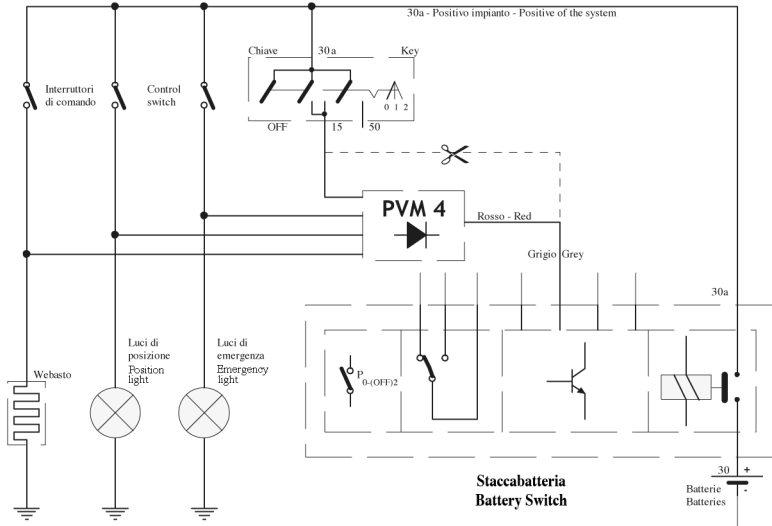 30a - Positivo impianto - Positive of the system
Chiave 30a Key
Interruttori
di comando
Control
switch
0 1 2
OFF 15 50
PVM 4
Rosso - Red
Grigio Grey
30a
Luci di
posizione
Position
light
Luci di
emergenza
Emergency
light
Webasto
P
0-(OFF)2
Staccabatteria
Battery Switch
30 +
-
Batterie
Batteries